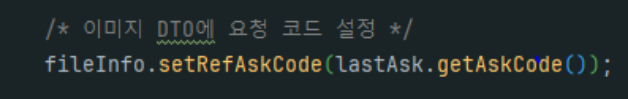 /* 이미지 DTO에 요청 코드 설정 */
fileInfo.setRefAskCode(lastAsk.getAskCode());